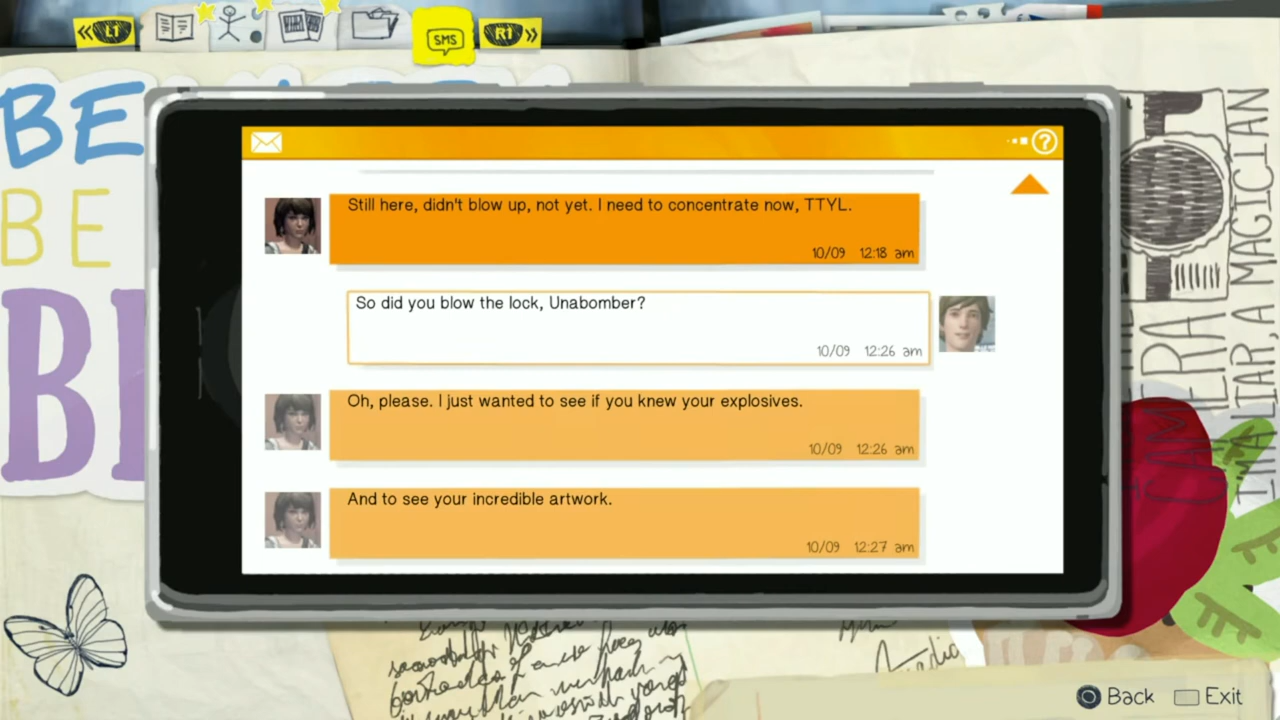 LT
SMS
R1
BE
BE
?
Still here, didn't blow up, not yet. I need to concentrate now, TTYL.
10/09 12:18 am
So did you blow the lock, Unabomber?
10/09 12:26 am
Oh, please. I just wanted to see if you knew your explosives.
10/09 12:26 am
And to see your incredible artwork.
10/09 12:27 am
A MAGICIAN
Back
Exit